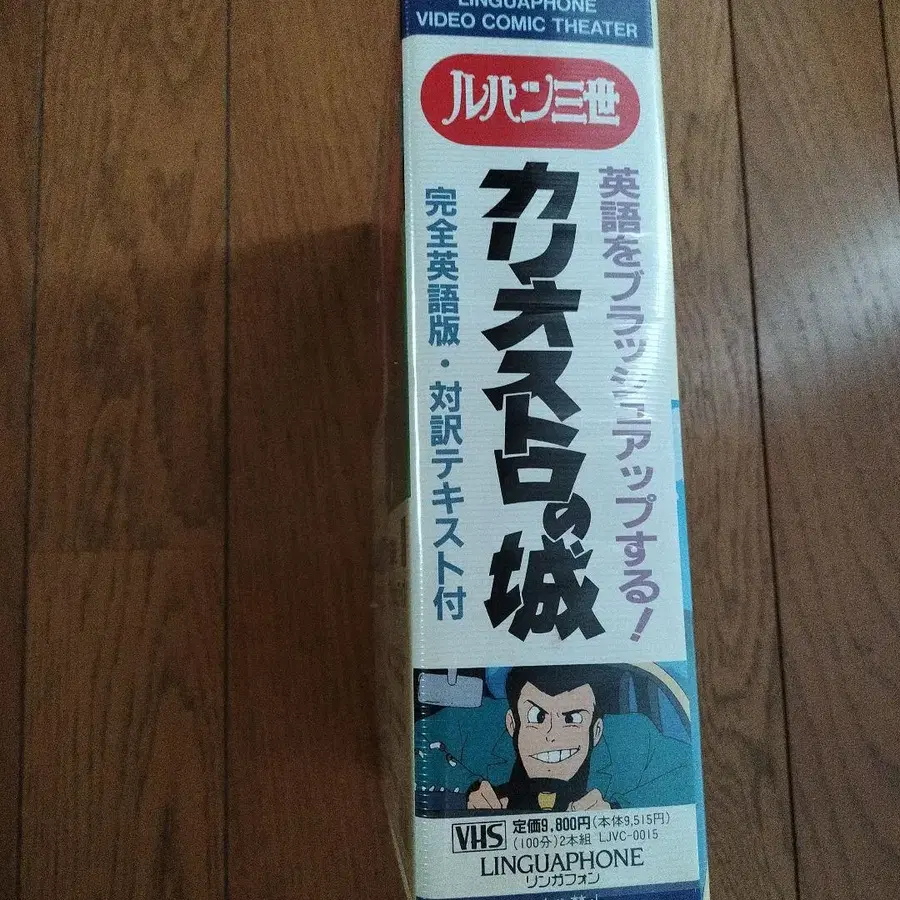 LINGUAPHONE
VIDEO COMIC THEATER
ルパン三世
英語をブラッシュアップする!
カリオストロの城
完全英語版・対訳テキスト付
VHS
定価9,800円(本体9,515円)
(100分)2本組 LJVC-0015
LINGUAPHONE
リンガフォン